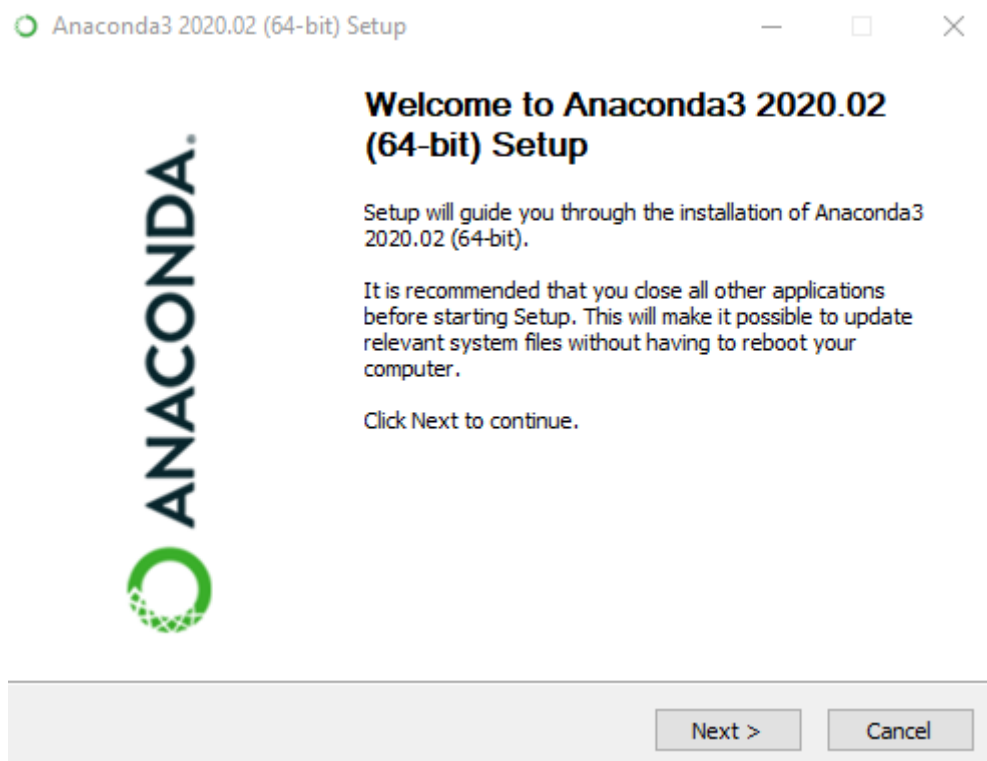 Anaconda3 2020.02 (64-bit) Setup
Welcome to Anaconda3 2020.02
(64-bit) Setup
ANACONDA.
Setup will guide you through the installation of Anaconda3
2020.02 (64-bit).
It is recommended that you close all other applications
before starting Setup. This will make it possible to update
relevant system files without having to reboot your
computer.
Click Next to continue.
Next >
Cancel